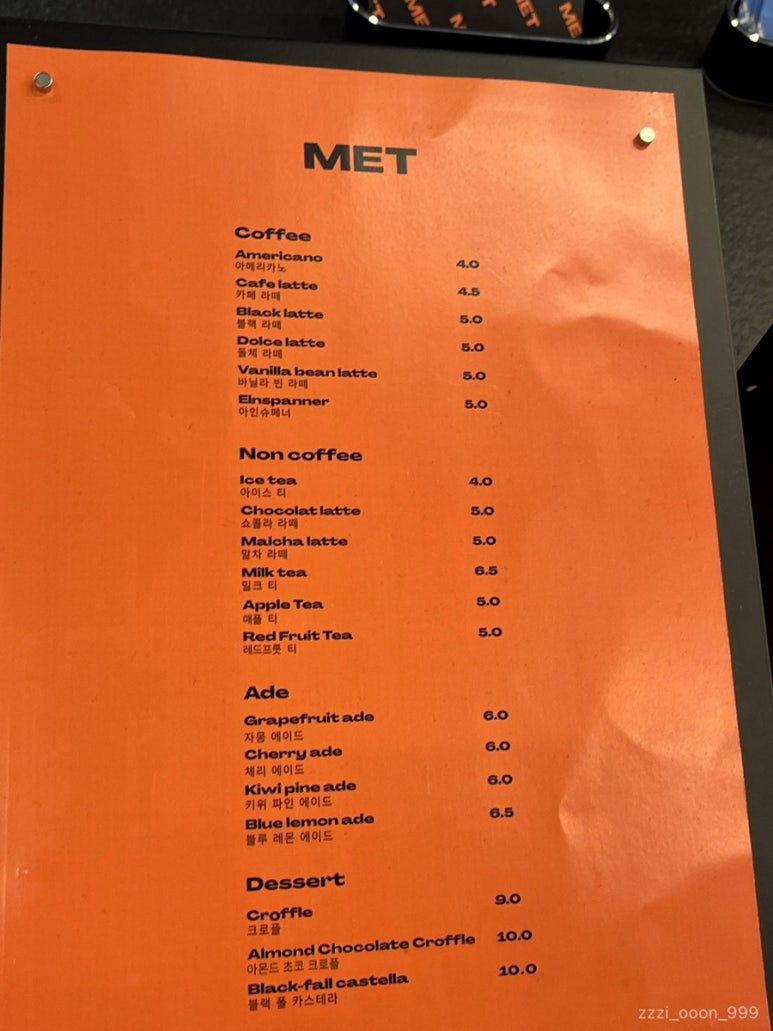 MET
Coffee
Americano 4.0
아메리카노
Cafe latte 4.5
카페 라떼
Black latte 5.0
블랙 라떼
Dolce latte 5.0
돌체 라떼
Vanilla bean latte 5.0
바닐라 빈 라떼
EInspanner 5.0
아인슈페너
Non coffee
Ice tea 4.0
아이스 티
Chocolat latte 5.0
쇼콜라 라떼
Malcha latte 5.0
말차 라떼
Milk tea 6.5
밀크 티
Apple Tea 5.0
애플 티
Red Fruit Tea 5.0
레드프룻 티
Ade
Grapefruit ade 6.0
자몽 에이드
Cherry ade 6.0
체리 에이드
Kiwi pine ade 6.0
키위 파인 에이드
Blue lemon ade 6.5
블루 레몬 에이드
Dessert
Croffle 9.0
크로플
Almond Chocolate Croffle 10.0
아몬드 초코 크로플
Black-fall castella 10.0
블랙 폴 카스테라
zzzi_ooon_999